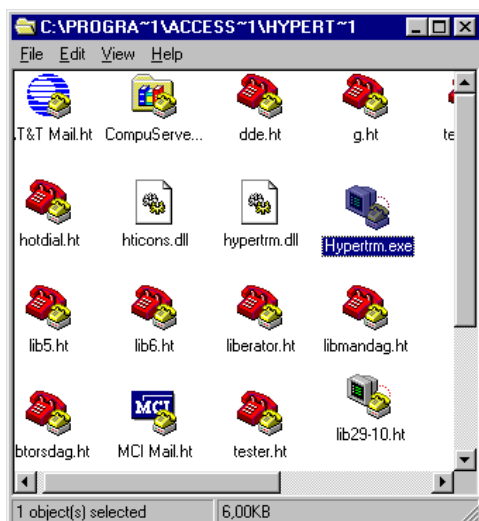 C:\PROGRA~1\ACCESS~1\HYPERT~1
File Edit View Help
T&T Mail.ht CompuServe... dde.ht g.ht te
hotdial.ht hticons.dll hypertrm.dll Hypertrm.exe
lib5.ht lib6.ht liberator.ht libmandag.ht
MCI
btorsdag.ht MCI Mail.ht tester.ht lib29-10.ht
1 object(s) selected 6,00KB